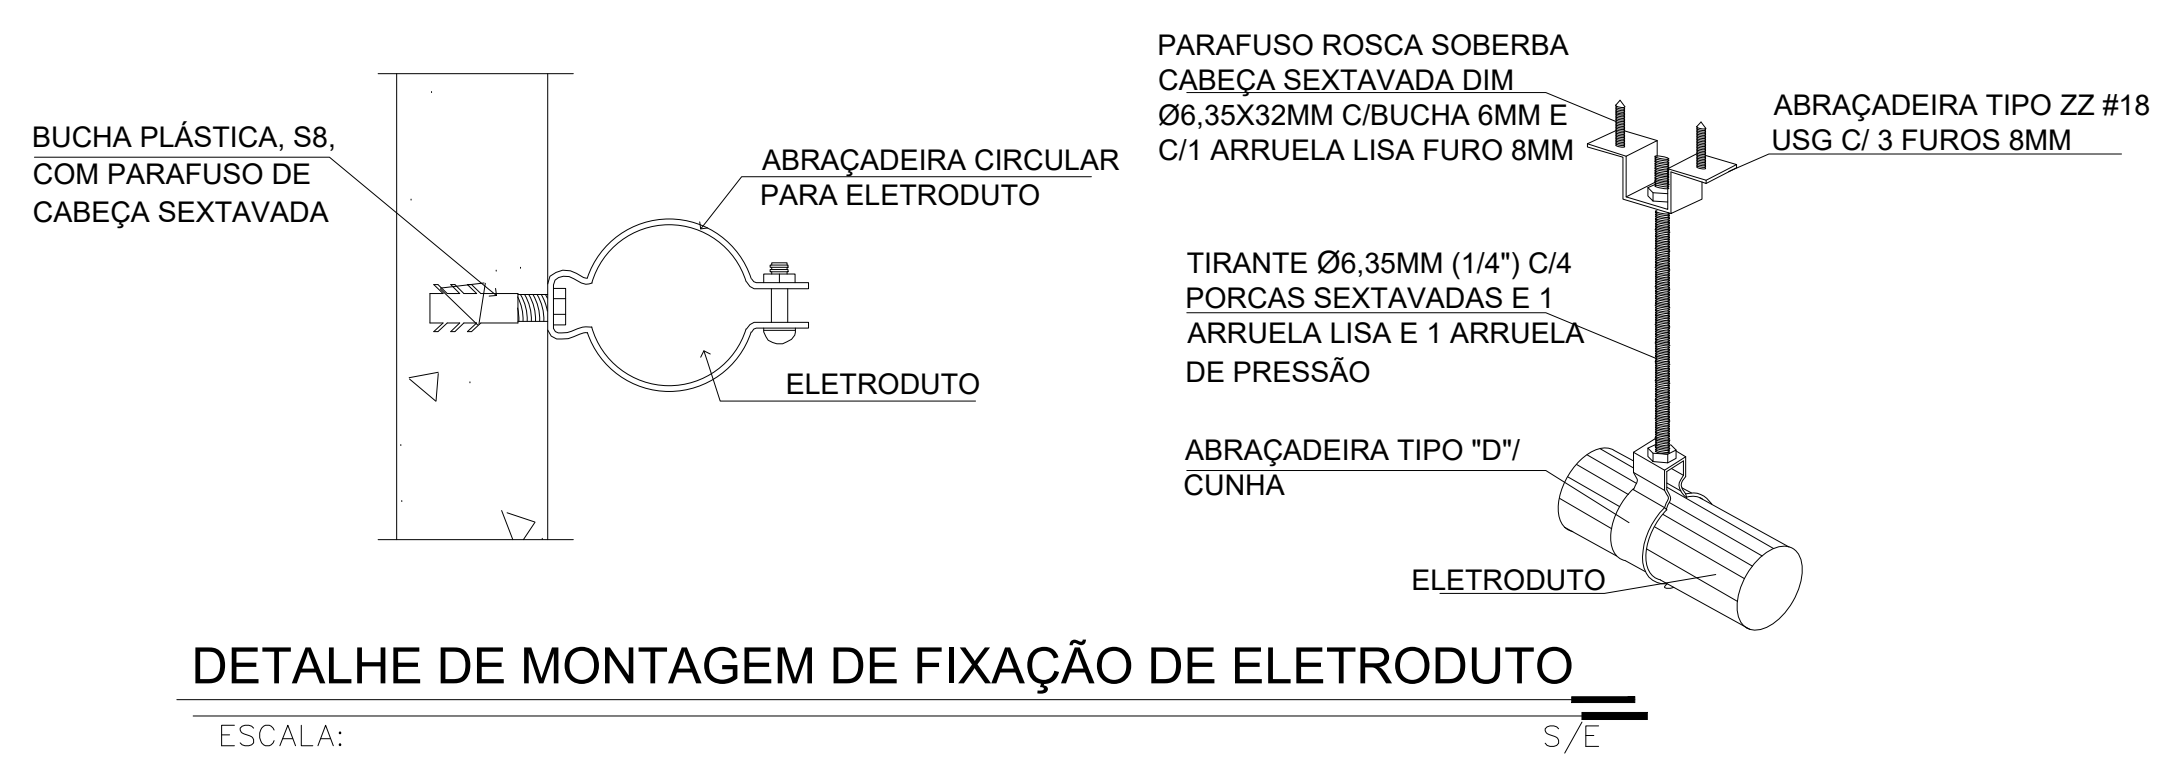 BUCHA PLÁSTICA, S8,
COM PARAFUSO DE
CABEÇA SEXTAVADA
ABRAÇADEIRA CIRCULAR
PARA ELETRODUTO
ELETRODUTO
PARAFUSO ROSCA SOBERBA
CABEÇA SEXTAVADA DIM
Ø6,35X32MM C/BUCHA 6MM E
C/1 ARRUELA LISA FURO 8MM
ABRAÇADEIRA TIPO ZZ #18
USG C/ 3 FUROS 8MM
TIRANTE Ø6,35MM (1/4") C/4
PORCAS SEXTAVADAS E 1
ARRUELA LISA E 1 ARRUELA
DE PRESSÃO
ABRAÇADEIRA TIPO "D"/
CUNHA
ELETRODUTO
DETALHE DE MONTAGEM DE FIXAÇÃO DE ELETRODUTO
ESCALA: S/E